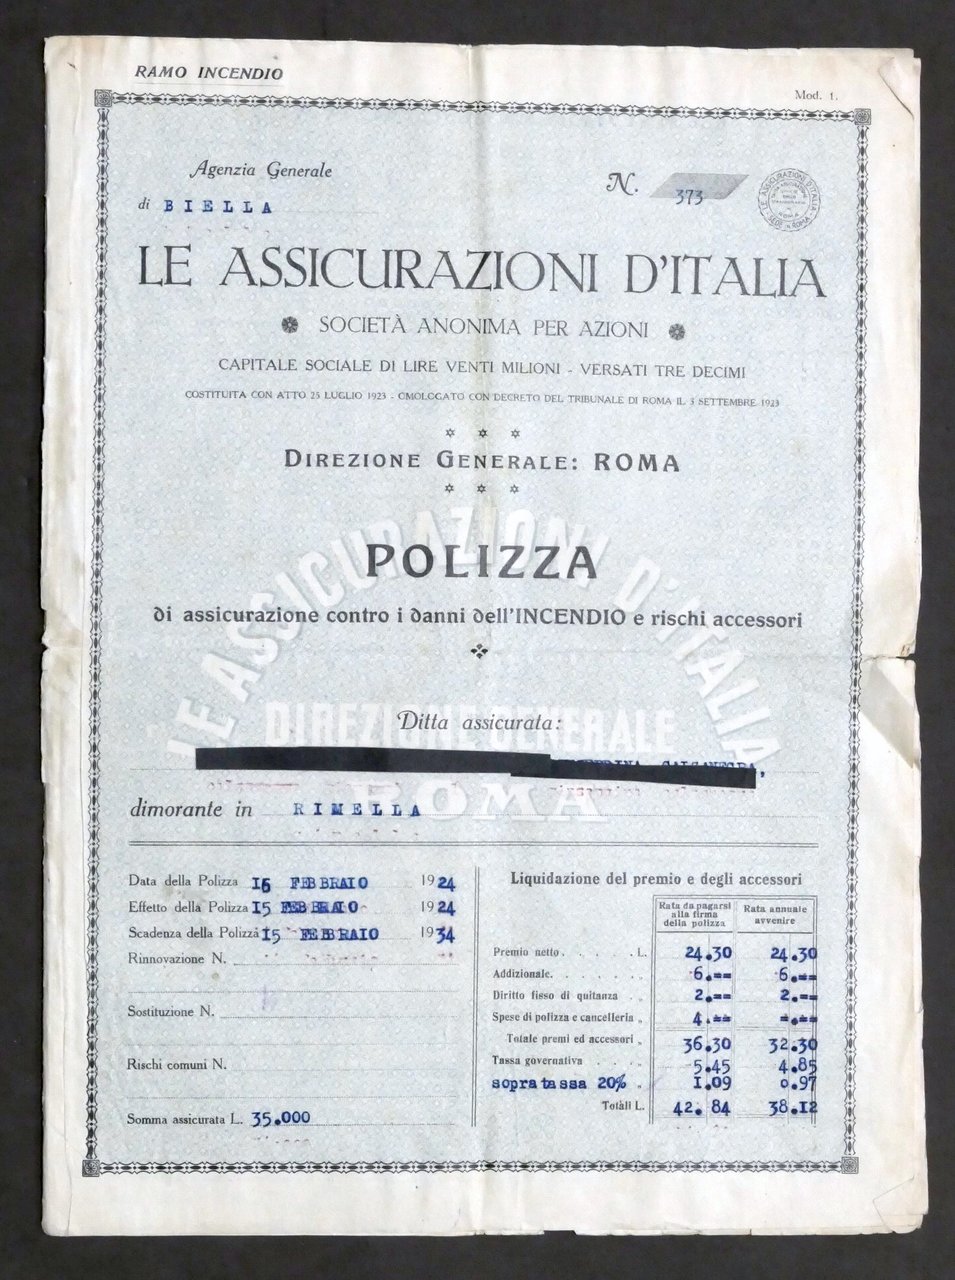 RAMO INCENDIO
Mod. 1.
Agenzia Generale
N. 373
di BIELLA
LE ASSICURAZIONI D'ITALIA
ROMA
SEDE IN ROMA
LE ASSICURAZIONI D'ITALIA
SOCIETÀ ANONIMA PER AZIONI
CAPITALE SOCIALE DI LIRE VENTI MILIONI - VERSATI TRE DECIMI
COSTITUITA CON ATTO 25 LUGLIO 1923 - OMOLOGATO CON DECRETO DEL TRIBUNALE DI ROMA IL 3 SETTEMBRE 1923
DIREZIONE GENERALE: ROMA
LE ASSICURAZIONI D'ITALIA
POLIZZA
di assicurazione contro i danni dell'INCENDIO e rischi accessori
DIREZIONE GENERALE
ROMA
Ditta assicurata:
dimorante in RIMELLA
Data della Polizza 16 FEBBRAIO 1924
Effetto della Polizza 15 FEBBRAIO 1924
Scadenza della Polizza 15 FEBBRAIO 1934
Rinnovazione N.
Sostituzione N.
Rischi comuni N.
Somma assicurata L. 35.000
Liquidazione del premio e degli accessori
Rata da pagarsi alla firma della polizza
Rata annuale avvenire
Premio netto . . . . . L. 24.30 24.30
Addizionale. . . . . . . 6.== 6.==
Diritto fisso di quitanza . . 2.== 2.==
Spese di polizza e cancelleria „ 4.== =.==
Totale premi ed accessori „ 36.30 32.30
Tassa governativa . . . . „ 5.45 4.85
sopratassa 20% „ 1.09 0.97
Totali L. 42.84 38.12